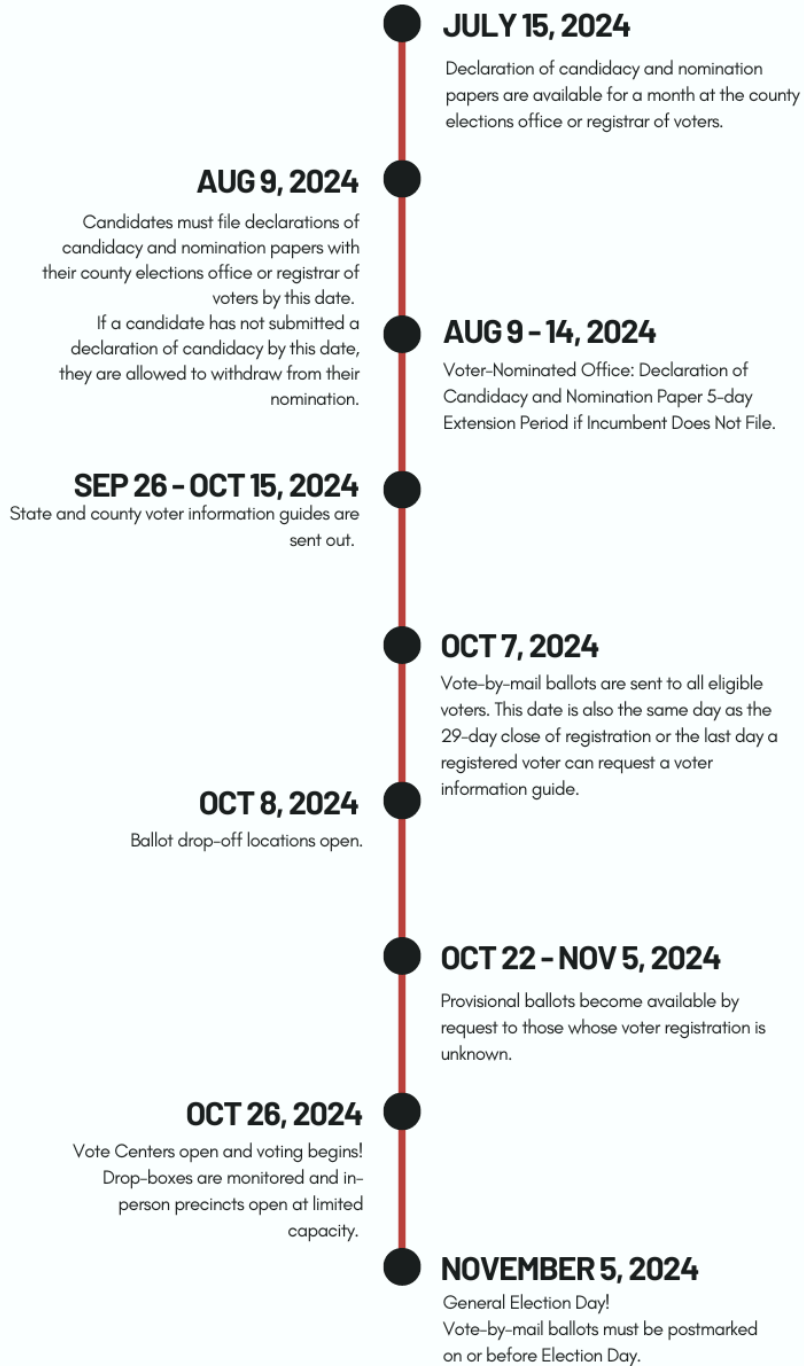 JULY 15, 2024
Declaration of candidacy and nomination
papers are available for a month at the county
elections office or registrar of voters.
AUG 9, 2024
Candidates must file declarations of
candidacy and nomination papers with
their county elections office or registrar of
voters by this date.
If a candidate has not submitted a
declaration of candidacy by this date,
they are allowed to withdraw from their
nomination.
AUG 9 - 14, 2024
Voter-Nominated Office: Declaration of
Candidacy and Nomination Paper 5-day
Extension Period if Incumbent Does Not File.
SEP 26 - OCT 15, 2024
State and county voter information guides are
sent out.
OCT 7, 2024
Vote-by-mail ballots are sent to all eligible
voters. This date is also the same day as the
29-day close of registration or the last day a
registered voter can request a voter
information guide.
OCT 8, 2024
Ballot drop-off locations open.
OCT 22 - NOV 5, 2024
Provisional ballots become available by
request to those whose voter registration is
unknown.
OCT 26, 2024
Vote Centers open and voting begins!
Drop-boxes are monitored and in-
person precincts open at limited
capacity.
NOVEMBER 5, 2024
General Election Day!
Vote-by-mail ballots must be postmarked
on or before Election Day.